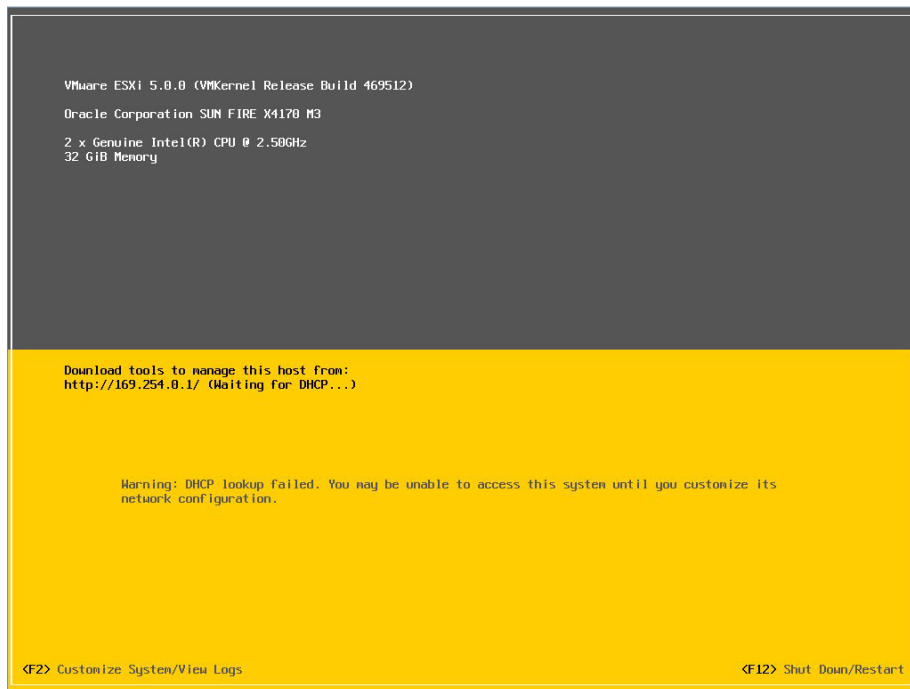 VMware ESXi 5.0.0 (VMKernel Release Build 469512)
Oracle Corporation SUN FIRE X4170 M3
2 x Genuine Intel(R) CPU @ 2.50GHz
32 GiB Memory
Download tools to manage this host from:
http://169.254.0.1/ (Waiting for DHCP...)
Warning: DHCP lookup failed. You may be unable to access this system until you customize its
network configuration.
<F2> Customize System/View Logs
<F12> Shut Down/Restart